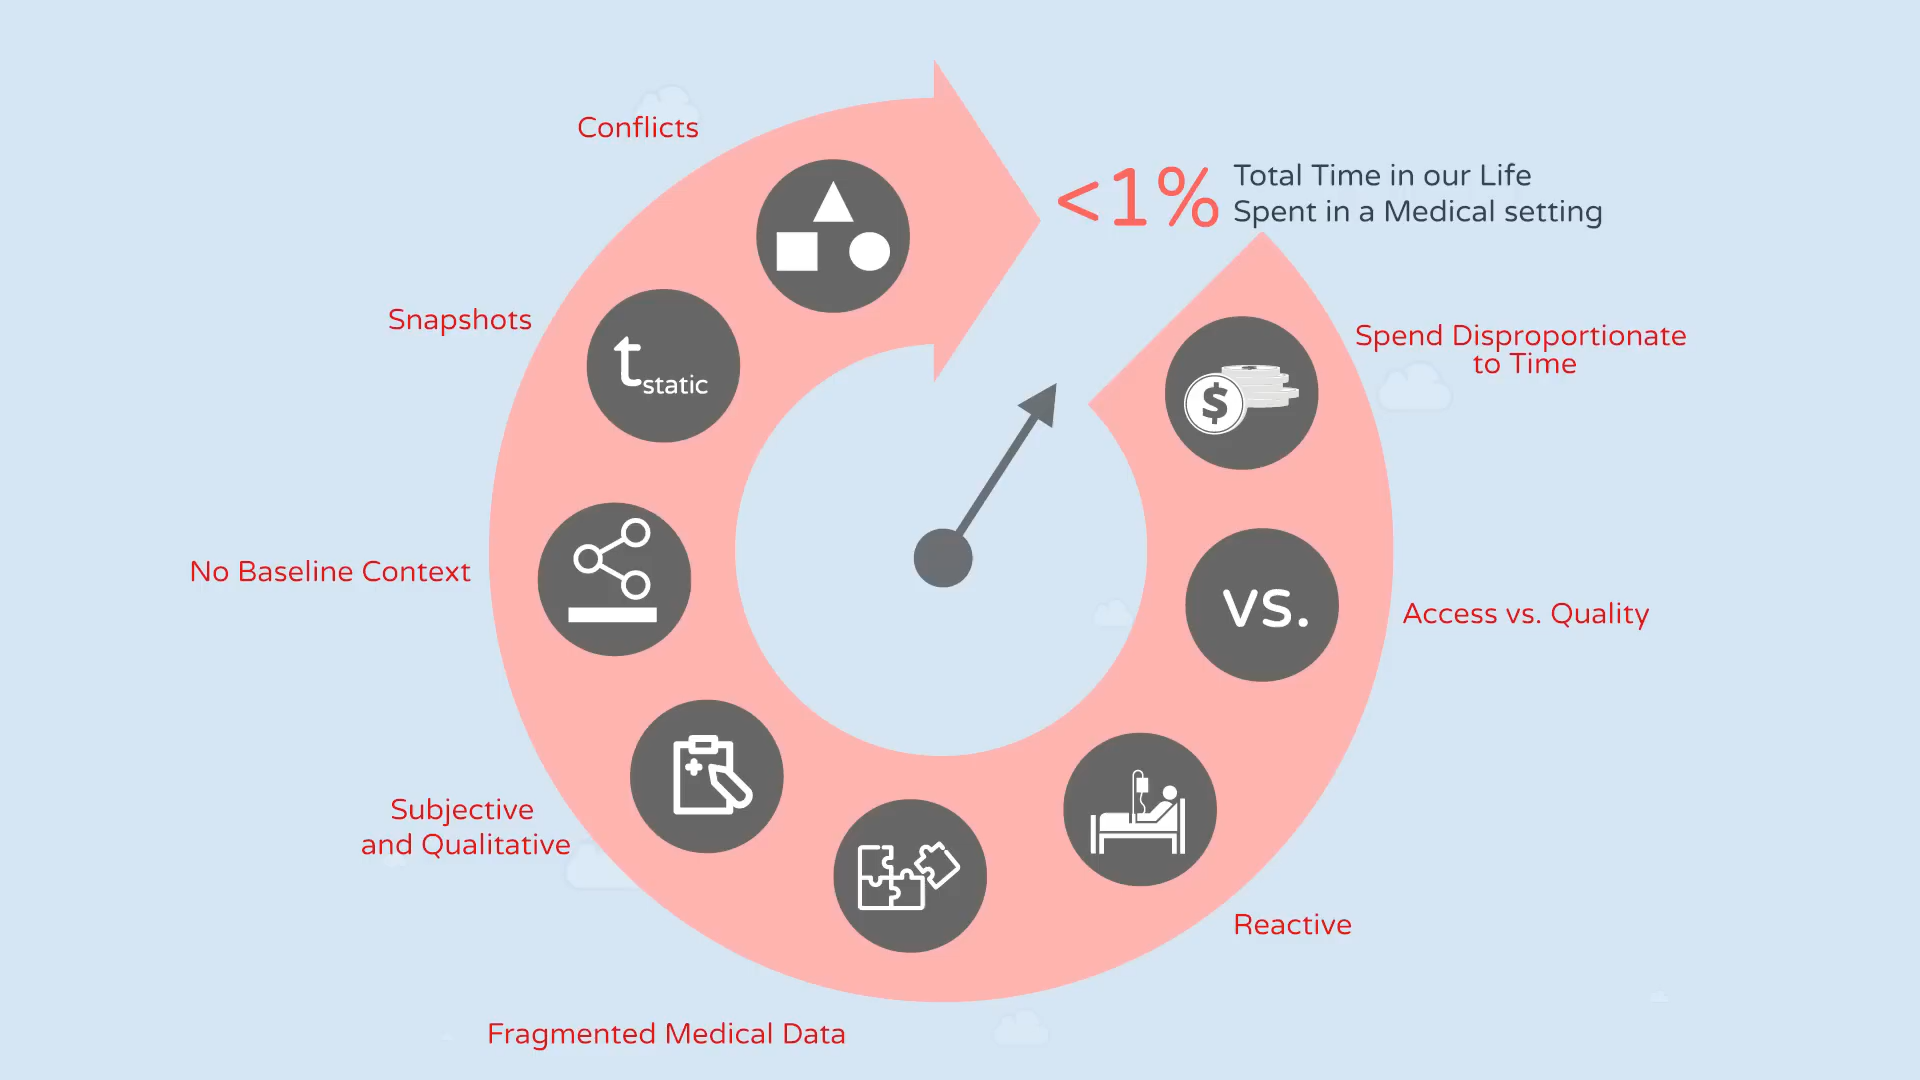 Conflicts
<1%
Total Time in our Life
Spent in a Medical setting
Snapshots
t static
Spend Disproportionate
to Time
$
No Baseline Context
vs.
Access vs. Quality
Subjective
and Qualitative
Reactive
Fragmented Medical Data